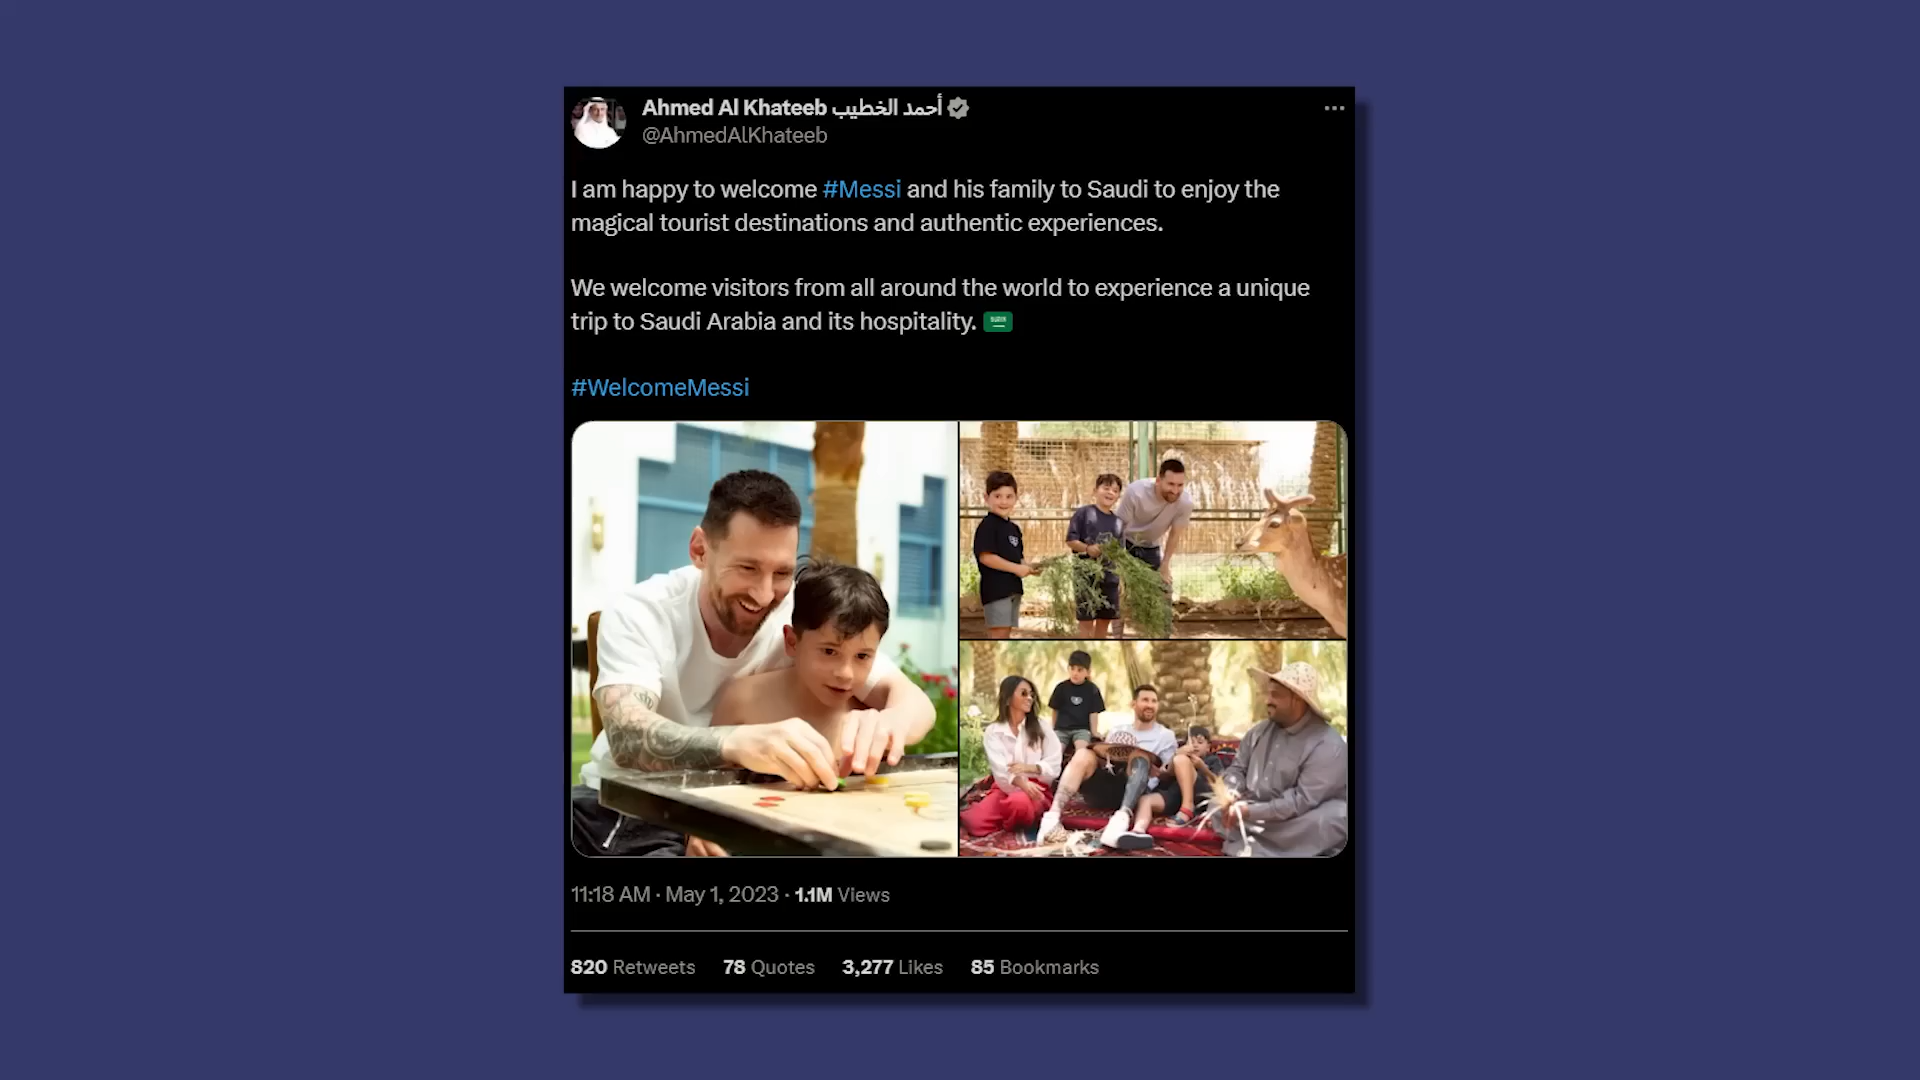 Ahmed Al Khateeb أحمد الخطيب
@AhmedAlKhateeb
I am happy to welcome #Messi and his family to Saudi to enjoy the
magical tourist destinations and authentic experiences.
We welcome visitors from all around the world to experience a unique
trip to Saudi Arabia and its hospitality. 🇸🇦
#WelcomeMessi
11:18 AM · May 1, 2023 · 1.1M Views
820 Retweets 78 Quotes 3,277 Likes 85 Bookmarks